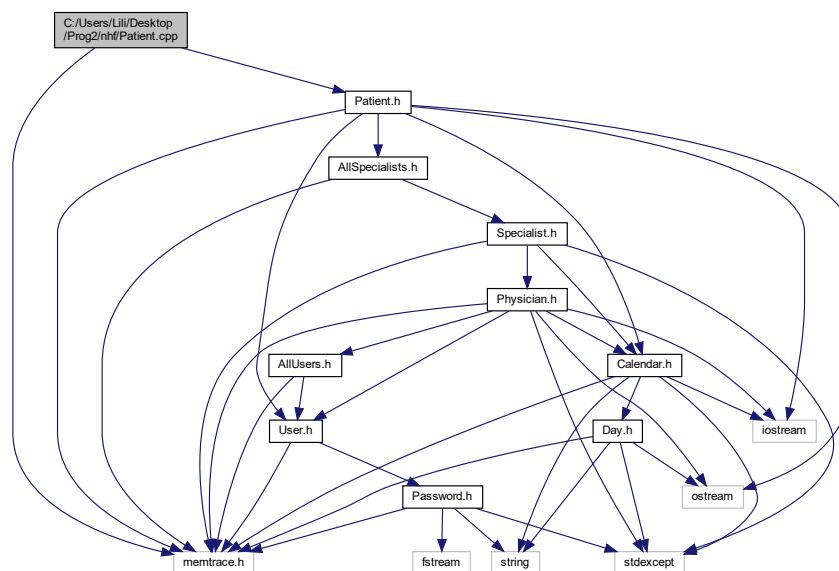 C:/Users/Lili/Desktop
/Prog2/nhf/Patient.cpp
Patient.h
AllSpecialists.h
Specialist.h
Physician.h
AllUsers.h
Calendar.h
User.h
Day.h
iostream
Password.h
ostream
memtrace.h
fstream
string
stdexcept